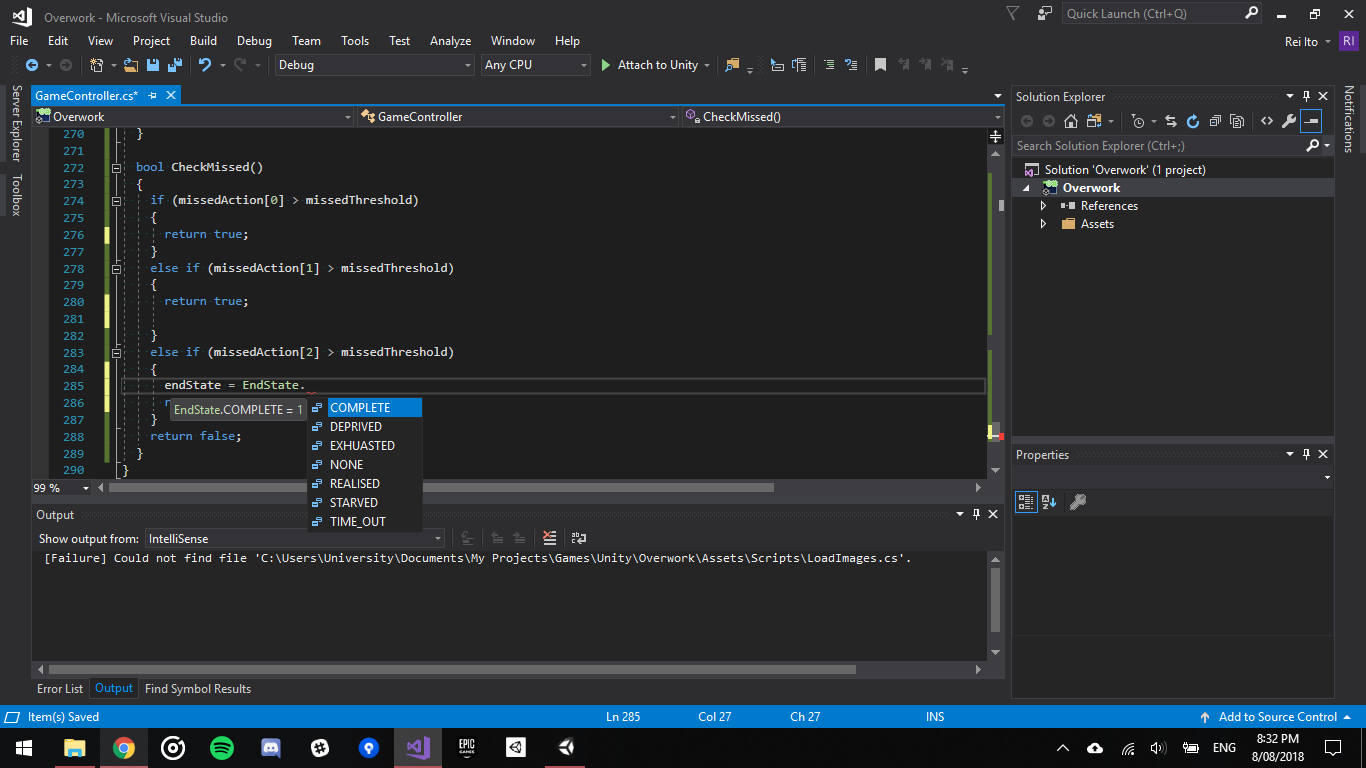 Overwork - Microsoft Visual Studio
Quick Launch (Ctrl+Q)
File Edit View Project Build Debug Team Tools Test Analyze Window Help
Rei Ito RI
Debug Any CPU Attach to Unity
Server Explorer
Toolbox
GameController.cs*
Overwork GameController CheckMissed()
270 }
271
272 bool CheckMissed()
273 {
274 if (missedAction[0] > missedThreshold)
275 {
276 return true;
277 }
278 else if (missedAction[1] > missedThreshold)
279 {
280 return true;
281
282 }
283 else if (missedAction[2] > missedThreshold)
284 {
285 endState = EndState.
286 r
287 }
288 return false;
289 }
290 }
EndState.COMPLETE = 1
COMPLETE
DEPRIVED
EXHUASTED
NONE
REALISED
STARVED
TIME_OUT
99 %
Output
Show output from: IntelliSense
[Failure] Could not find file 'C:\Users\University\Documents\My Projects\Games\Unity\Overwork\Assets\Scripts\LoadImages.cs'.
Error List Output Find Symbol Results
Solution Explorer
Search Solution Explorer (Ctrl+;)
Solution 'Overwork' (1 project)
Overwork
References
Assets
Properties
Notifications
Item(s) Saved Ln 285 Col 27 Ch 27 INS Add to Source Control
EPIC GAMES
ENG
8:32 PM
8/08/2018